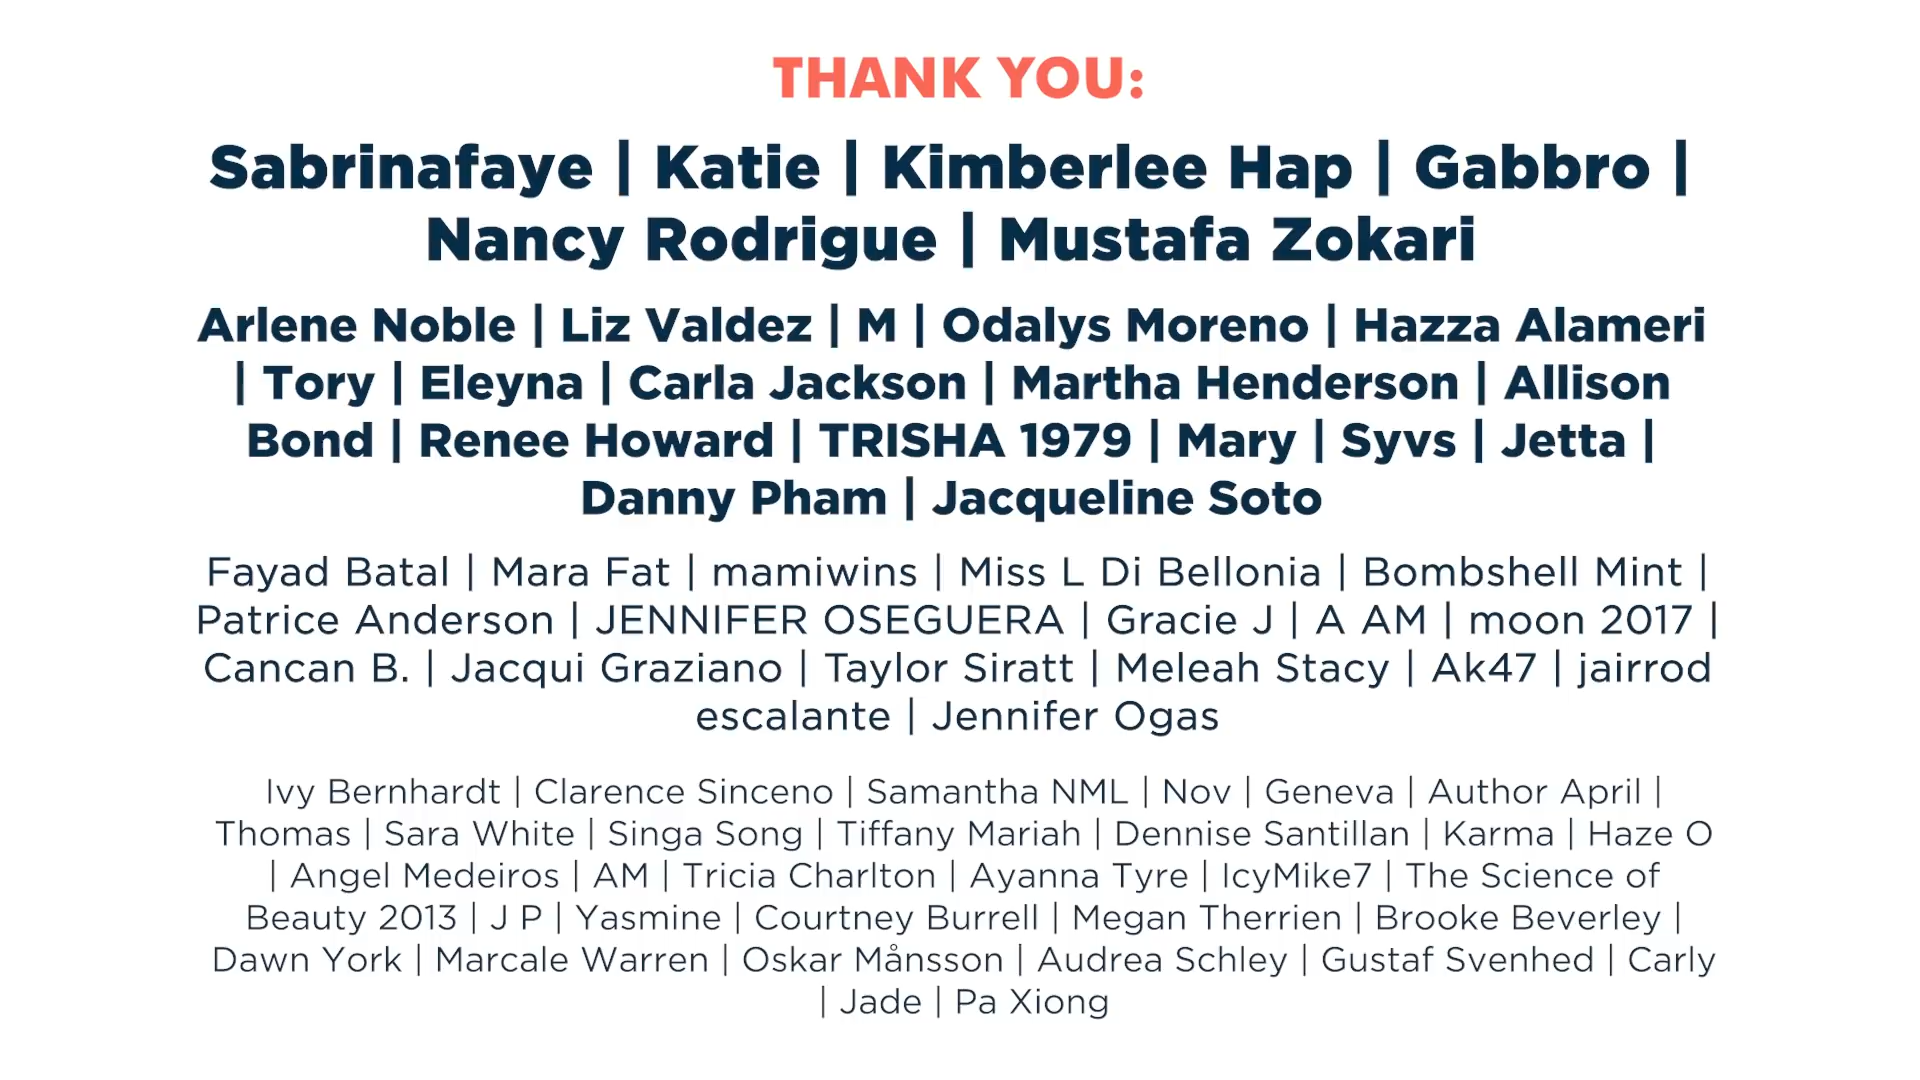 THANK YOU:
Sabrinafaye | Katie | Kimberlee Hap | Gabbro |
Nancy Rodrigue | Mustafa Zokari
Arlene Noble | Liz Valdez | M | Odalys Moreno | Hazza Alameri
| Tory | Eleyna | Carla Jackson | Martha Henderson | Allison
Bond | Renee Howard | TRISHA 1979 | Mary | Syvs | Jetta |
Danny Pham | Jacqueline Soto
Fayad Batal | Mara Fat | mamiwins | Miss L Di Bellonia | Bombshell Mint |
Patrice Anderson | JENNIFER OSEGUERA | Gracie J | A AM | moon 2017 |
Cancan B. | Jacqui Graziano | Taylor Siratt | Meleah Stacy | Ak47 | jairrod
escalante | Jennifer Ogas
Ivy Bernhardt | Clarence Sinceno | Samantha NML | Nov | Geneva | Author April |
Thomas | Sara White | Singa Song | Tiffany Mariah | Dennise Santillan | Karma | Haze O
| Angel Medeiros | AM | Tricia Charlton | Ayanna Tyre | IcyMike7 | The Science of
Beauty 2013 | J P | Yasmine | Courtney Burrell | Megan Therrien | Brooke Beverley |
Dawn York | Marcale Warren | Oskar Månsson | Audrea Schley | Gustaf Svenhed | Carly
| Jade | Pa Xiong